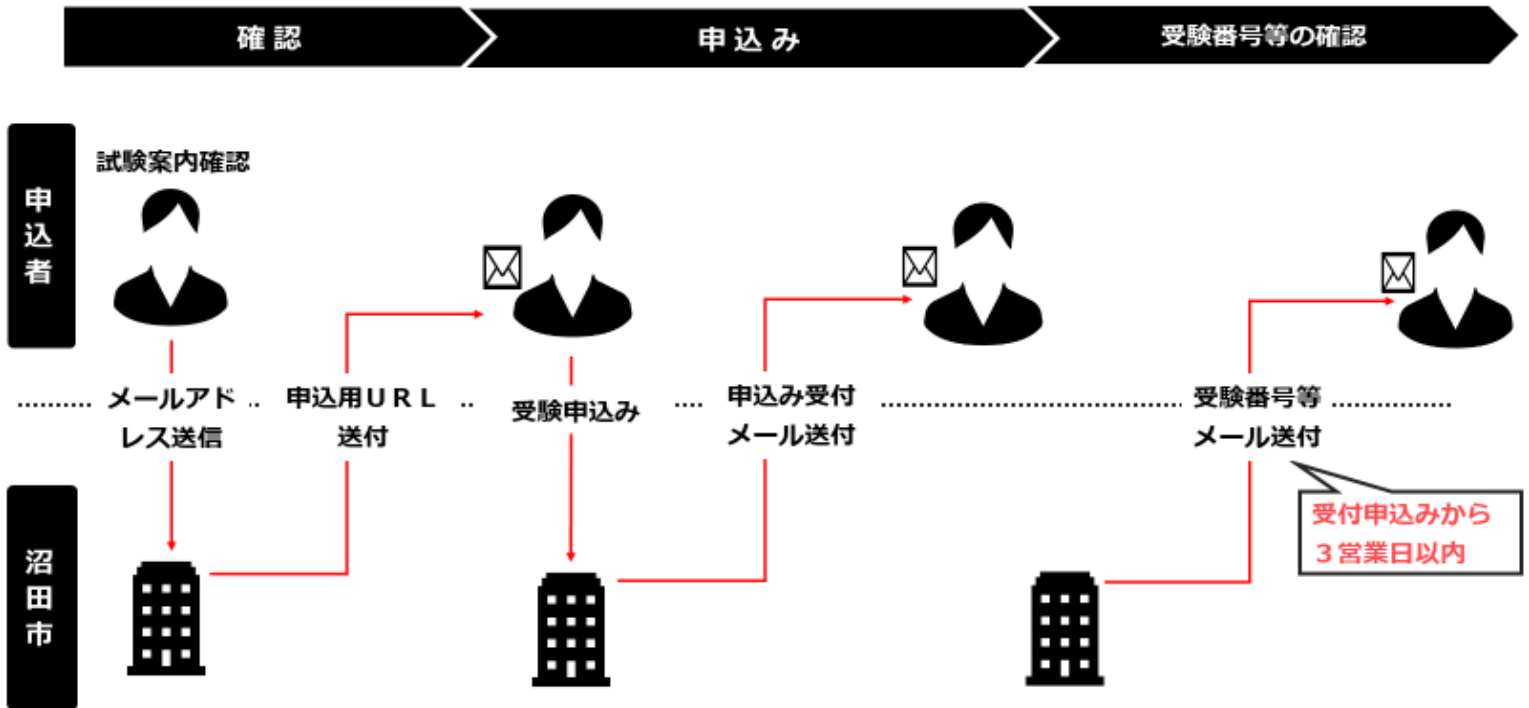 確認
申込み
受験番号等の確認
申込者
試験案内確認
メールアド
レス送信
申込用ＵＲＬ
送付
受験申込み
申込み受付
メール送付
受験番号等
メール送付
受付申込みから
３営業日以内
沼田市